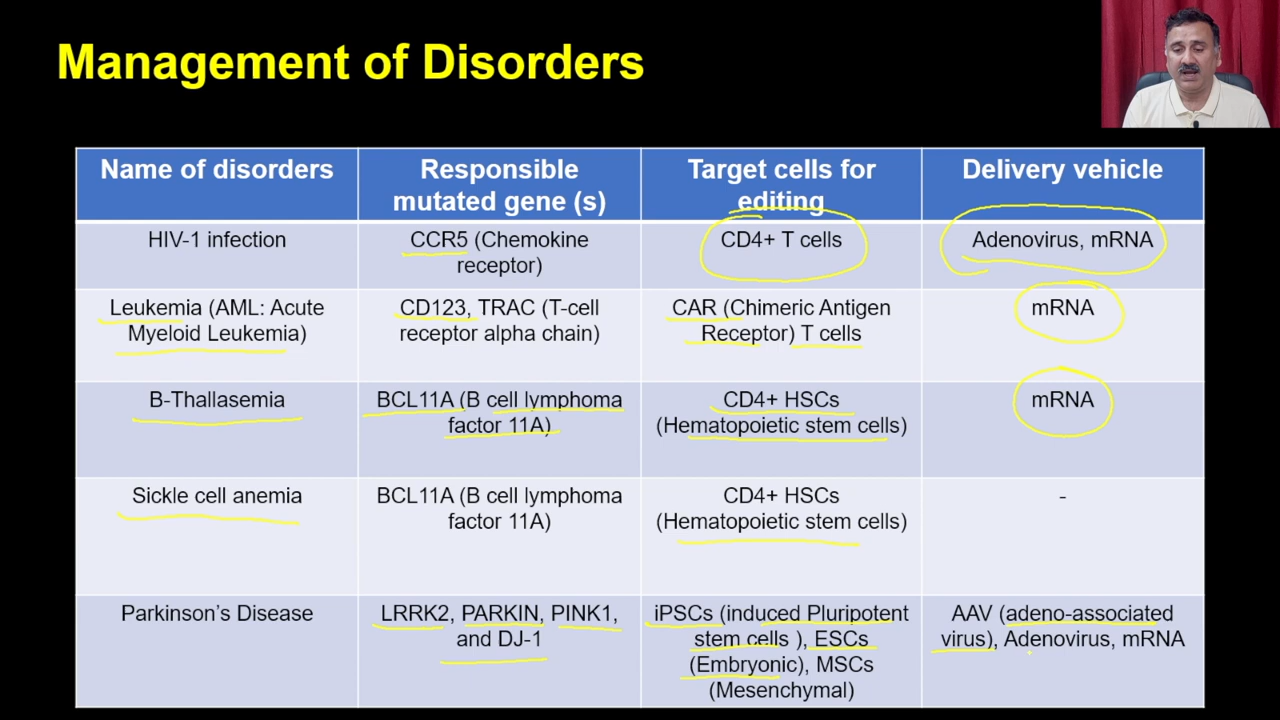 Management of Disorders
Name of disorders
Responsible
mutated gene (s)
Target cells for
editing
Delivery vehicle
HIV-1 infection
CCR5 (Chemokine
receptor)
CD4+ T cells
Adenovirus, mRNA
Leukemia (AML: Acute
Myeloid Leukemia)
CD123, TRAC (T-cell
receptor alpha chain)
CAR (Chimeric Antigen
Receptor) T cells
mRNA
B-Thallasemia
BCL11A (B cell lymphoma
factor 11A)
CD4+ HSCs
(Hematopoietic stem cells)
mRNA
Sickle cell anemia
BCL11A (B cell lymphoma
factor 11A)
CD4+ HSCs
(Hematopoietic stem cells)
-
Parkinson's Disease
LRRK2, PARKIN, PINK1,
and DJ-1
iPSCs (induced Pluripotent
stem cells ), ESCs
(Embryonic), MSCs
(Mesenchymal)
AAV (adeno-associated
virus), Adenovirus, mRNA